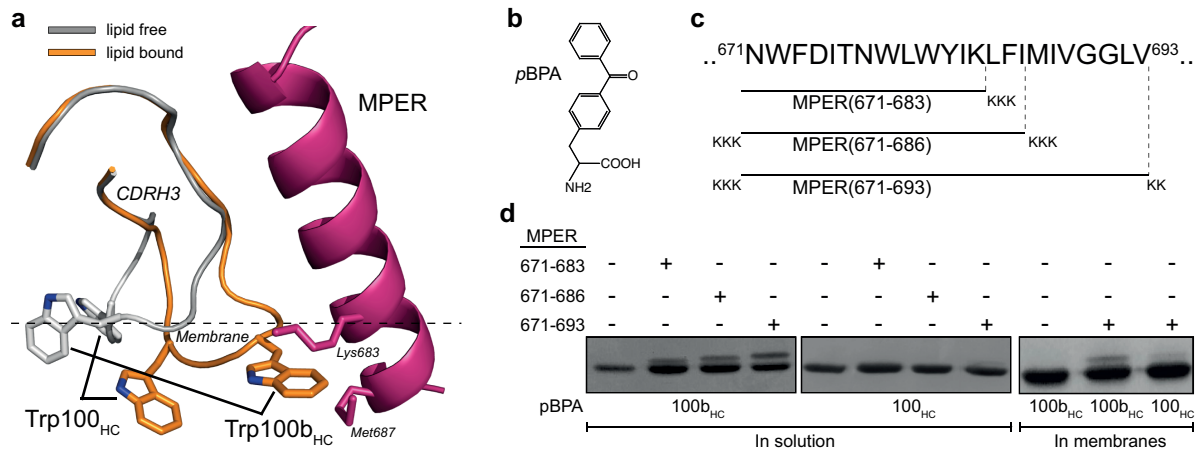 a
lipid free
lipid bound
MPER
CDRH3
Membrane
Lys683
Met687
Trp100HC
Trp100bHC
b
pBPA
O
COOH
NH2
c
..671NWFDITNWLWYIKLFIMIVGGLV693..
MPER(671-683) KKK
KKK MPER(671-686) KKK
KKK MPER(671-693) KK
d
MPER
671-683 - + - - - + - - - - -
671-686 - - + - - - + - - - -
671-693 - - - + - - - + - + +
pBPA 100bHC 100HC 100bHC 100bHC 100HC
In solution In membranes